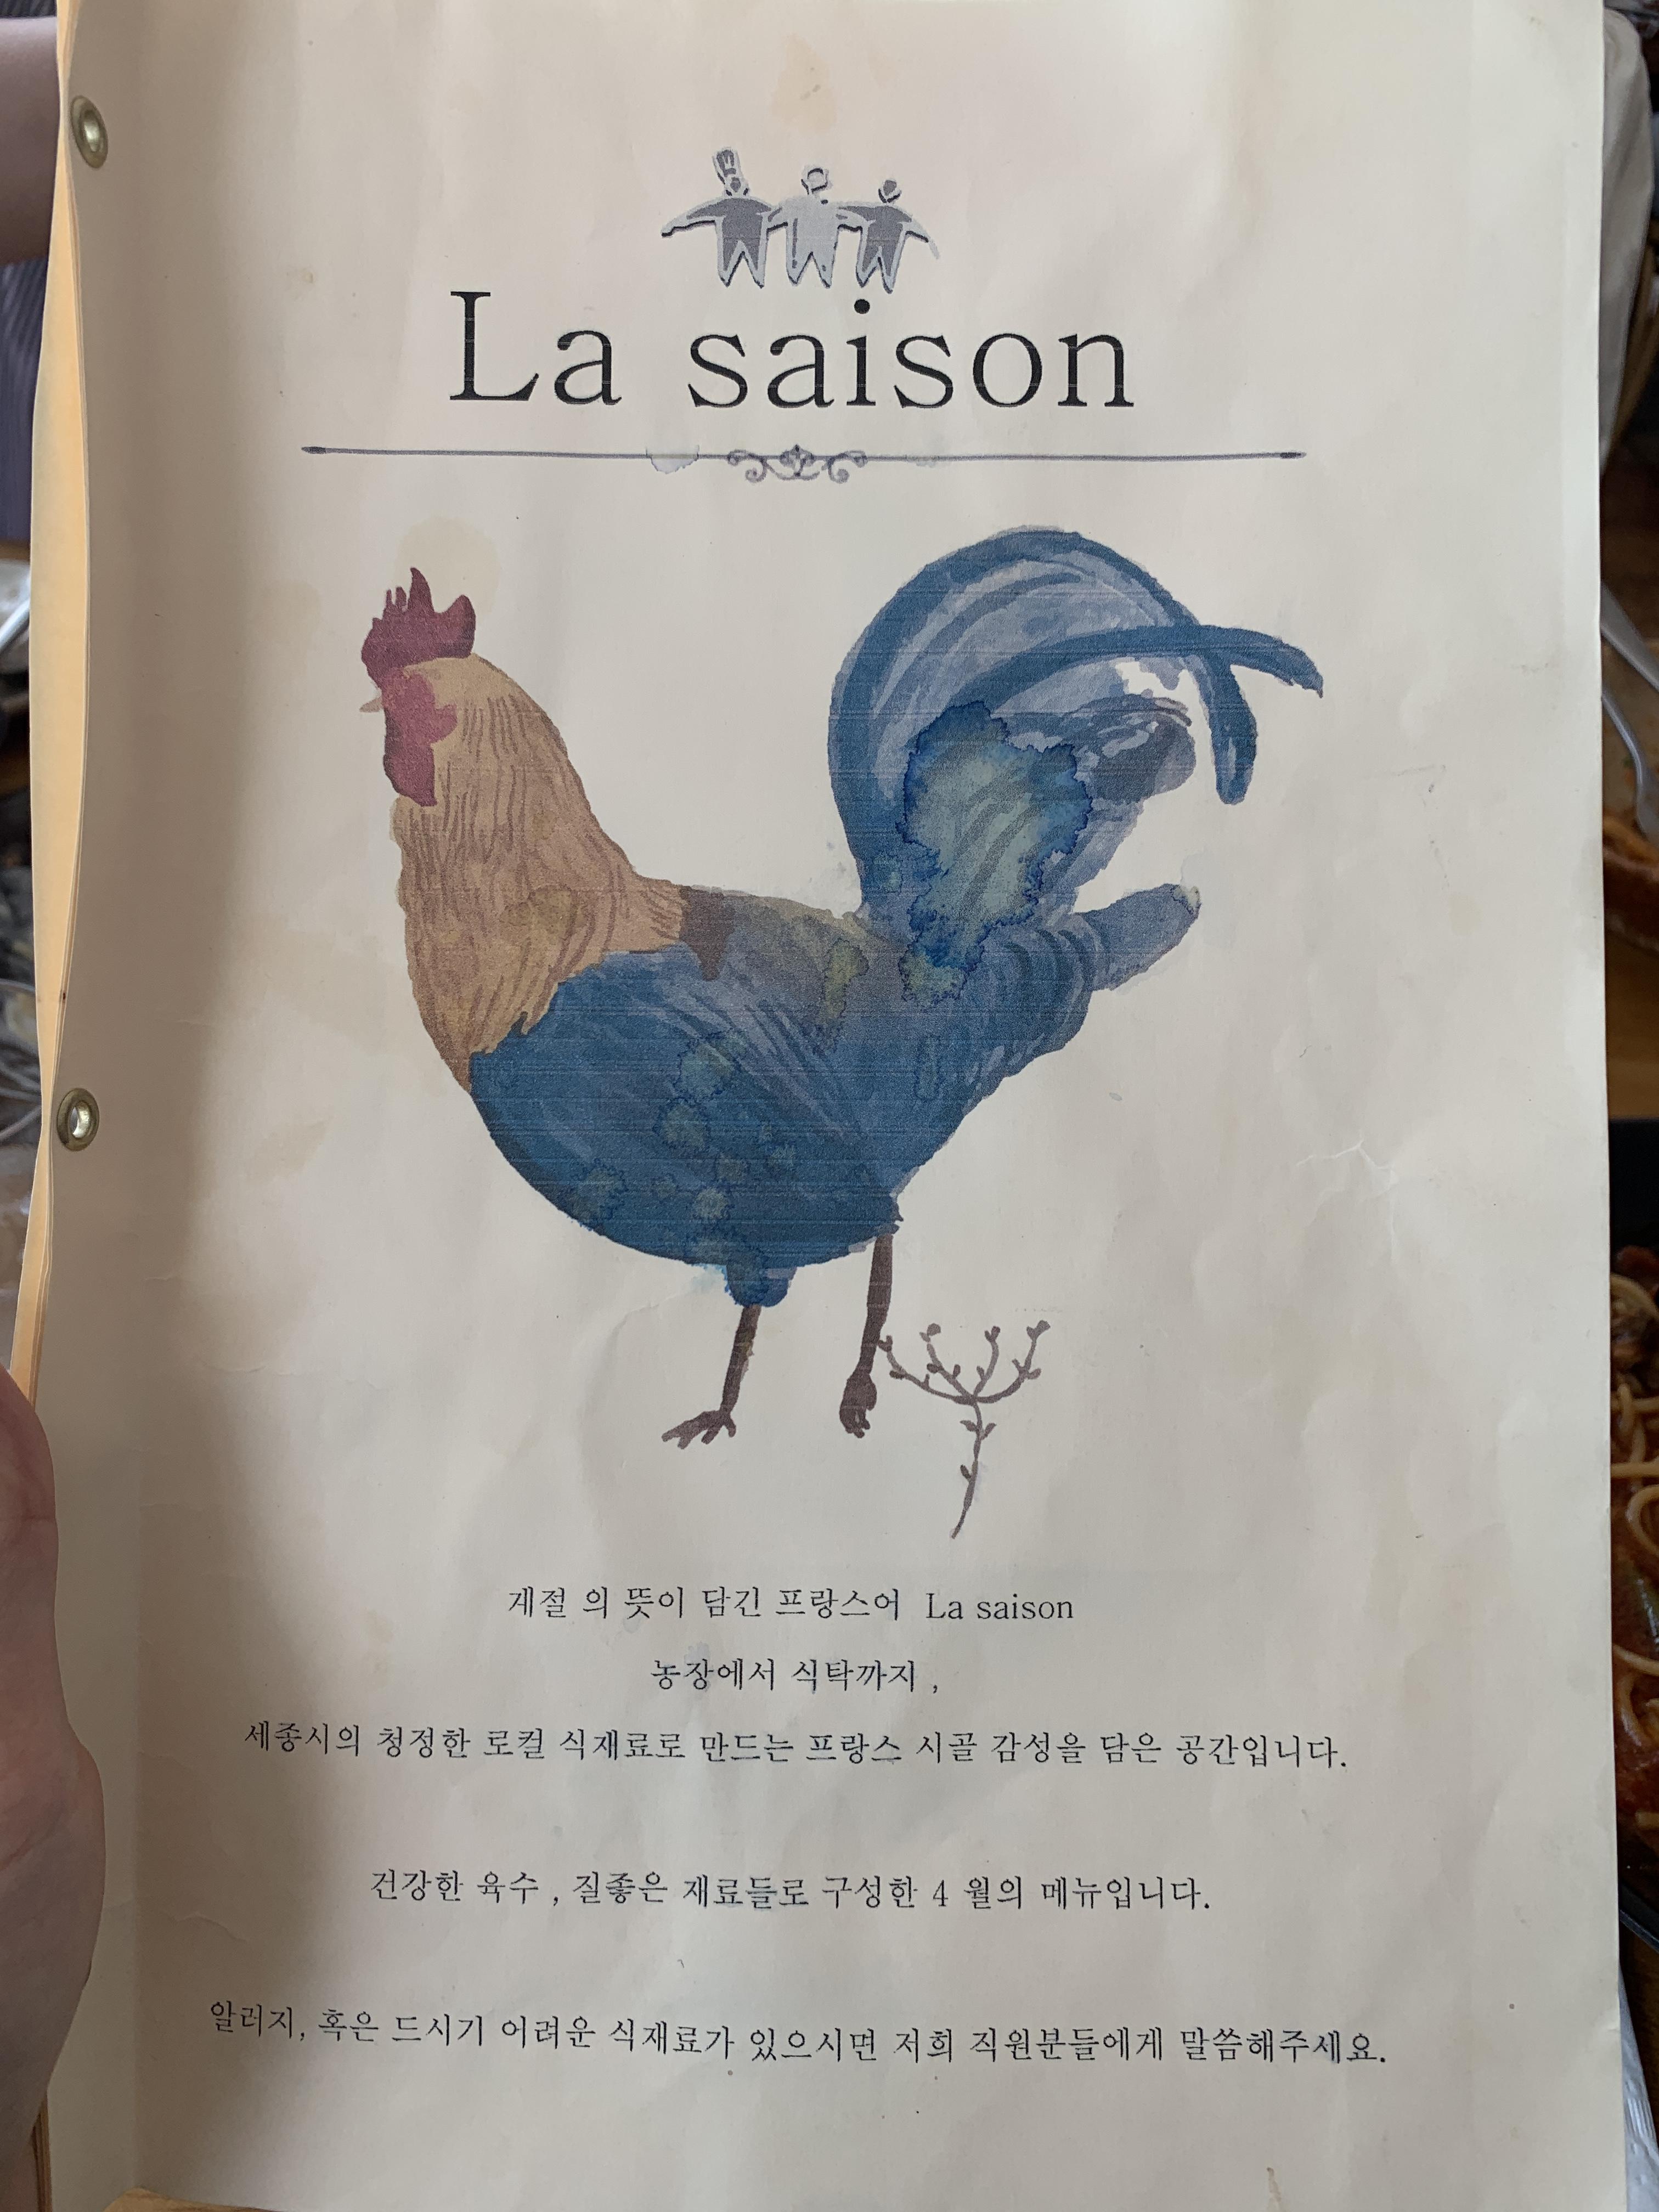 La saison
계절 의 뜻이 담긴 프랑스어 La saison
농장에서 식탁까지 ,
세종시의 청정한 로컬 식재료로 만드는 프랑스 시골 감성을 담은 공간입니다.
건강한 육수 , 질좋은 재료들로 구성한 4 월의 메뉴입니다.
알러지, 혹은 드시기 어려운 식재료가 있으시면 저희 직원분들에게 말씀해주세요.